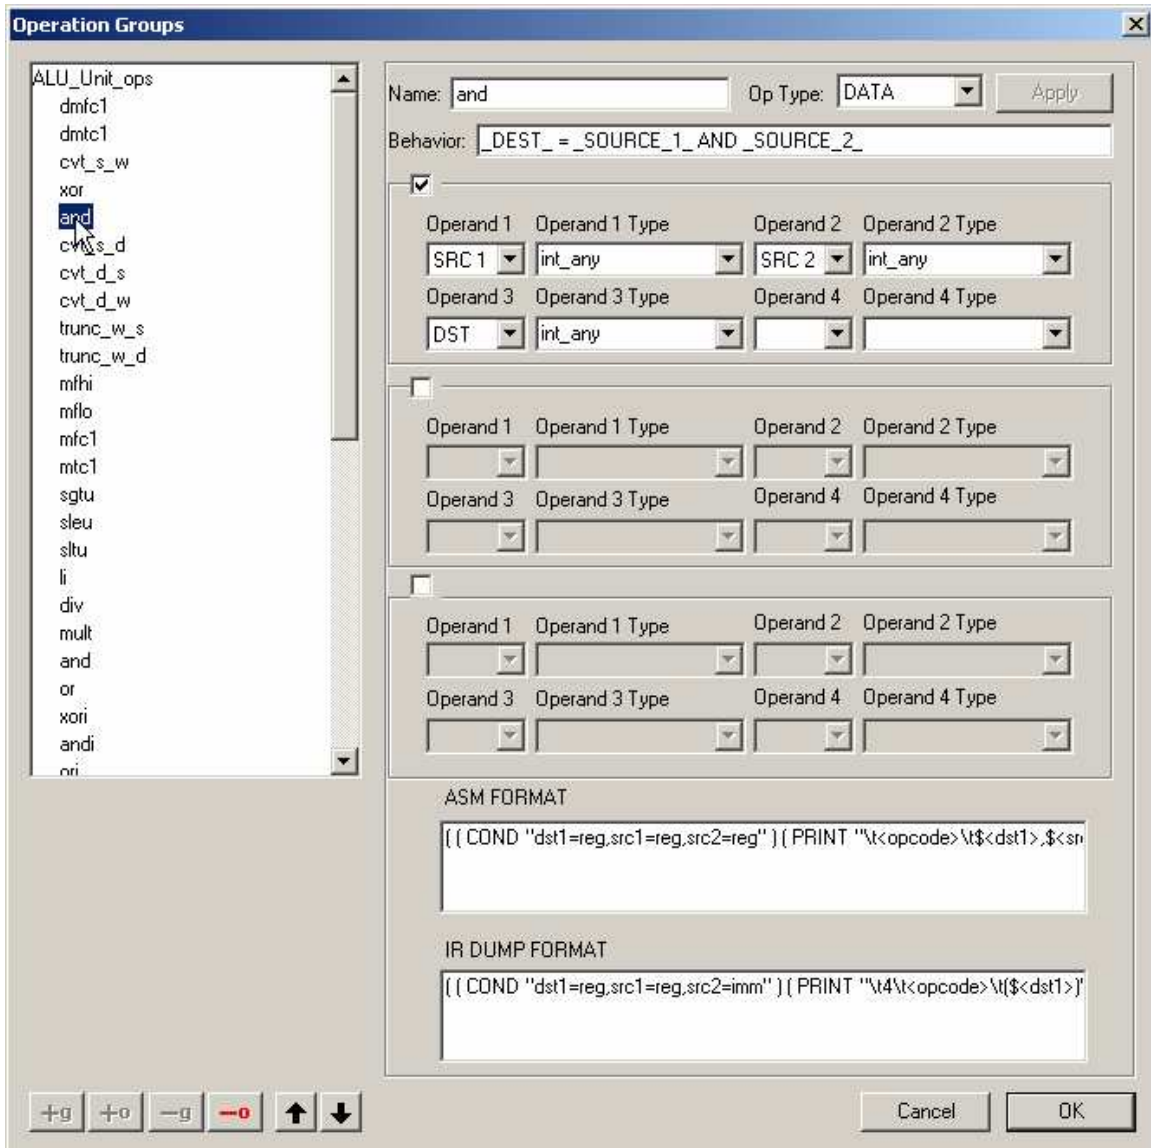 Operation Groups
ALU_Unit_ops
dmfc1
dmtc1
cvt_s_w
xor
and
cvt_s_d
cvt_d_s
cvt_d_w
trunc_w_s
trunc_w_d
mfhi
mflo
mfc1
mtc1
sgtu
sleu
sltu
li
div
mult
and
or
xori
andi
ori
+g +o −g −o
Name: and Op Type: DATA Apply
Behavior: _DEST_ = _SOURCE_1_ AND _SOURCE_2_
Operand 1 Operand 1 Type Operand 2 Operand 2 Type
SRC 1 int_any SRC 2 int_any
Operand 3 Operand 3 Type Operand 4 Operand 4 Type
DST int_any
Operand 1 Operand 1 Type Operand 2 Operand 2 Type
Operand 3 Operand 3 Type Operand 4 Operand 4 Type
Operand 1 Operand 1 Type Operand 2 Operand 2 Type
Operand 3 Operand 3 Type Operand 4 Operand 4 Type
ASM FORMAT
( ( COND "dst1=reg,src1=reg,src2=reg" ) ( PRINT "\t<opcode>\t$<dst1>,$<sr
IR DUMP FORMAT
( ( COND "dst1=reg,src1=reg,src2=imm" ) ( PRINT "\t4\t<opcode>\t($<dst1>)
Cancel OK